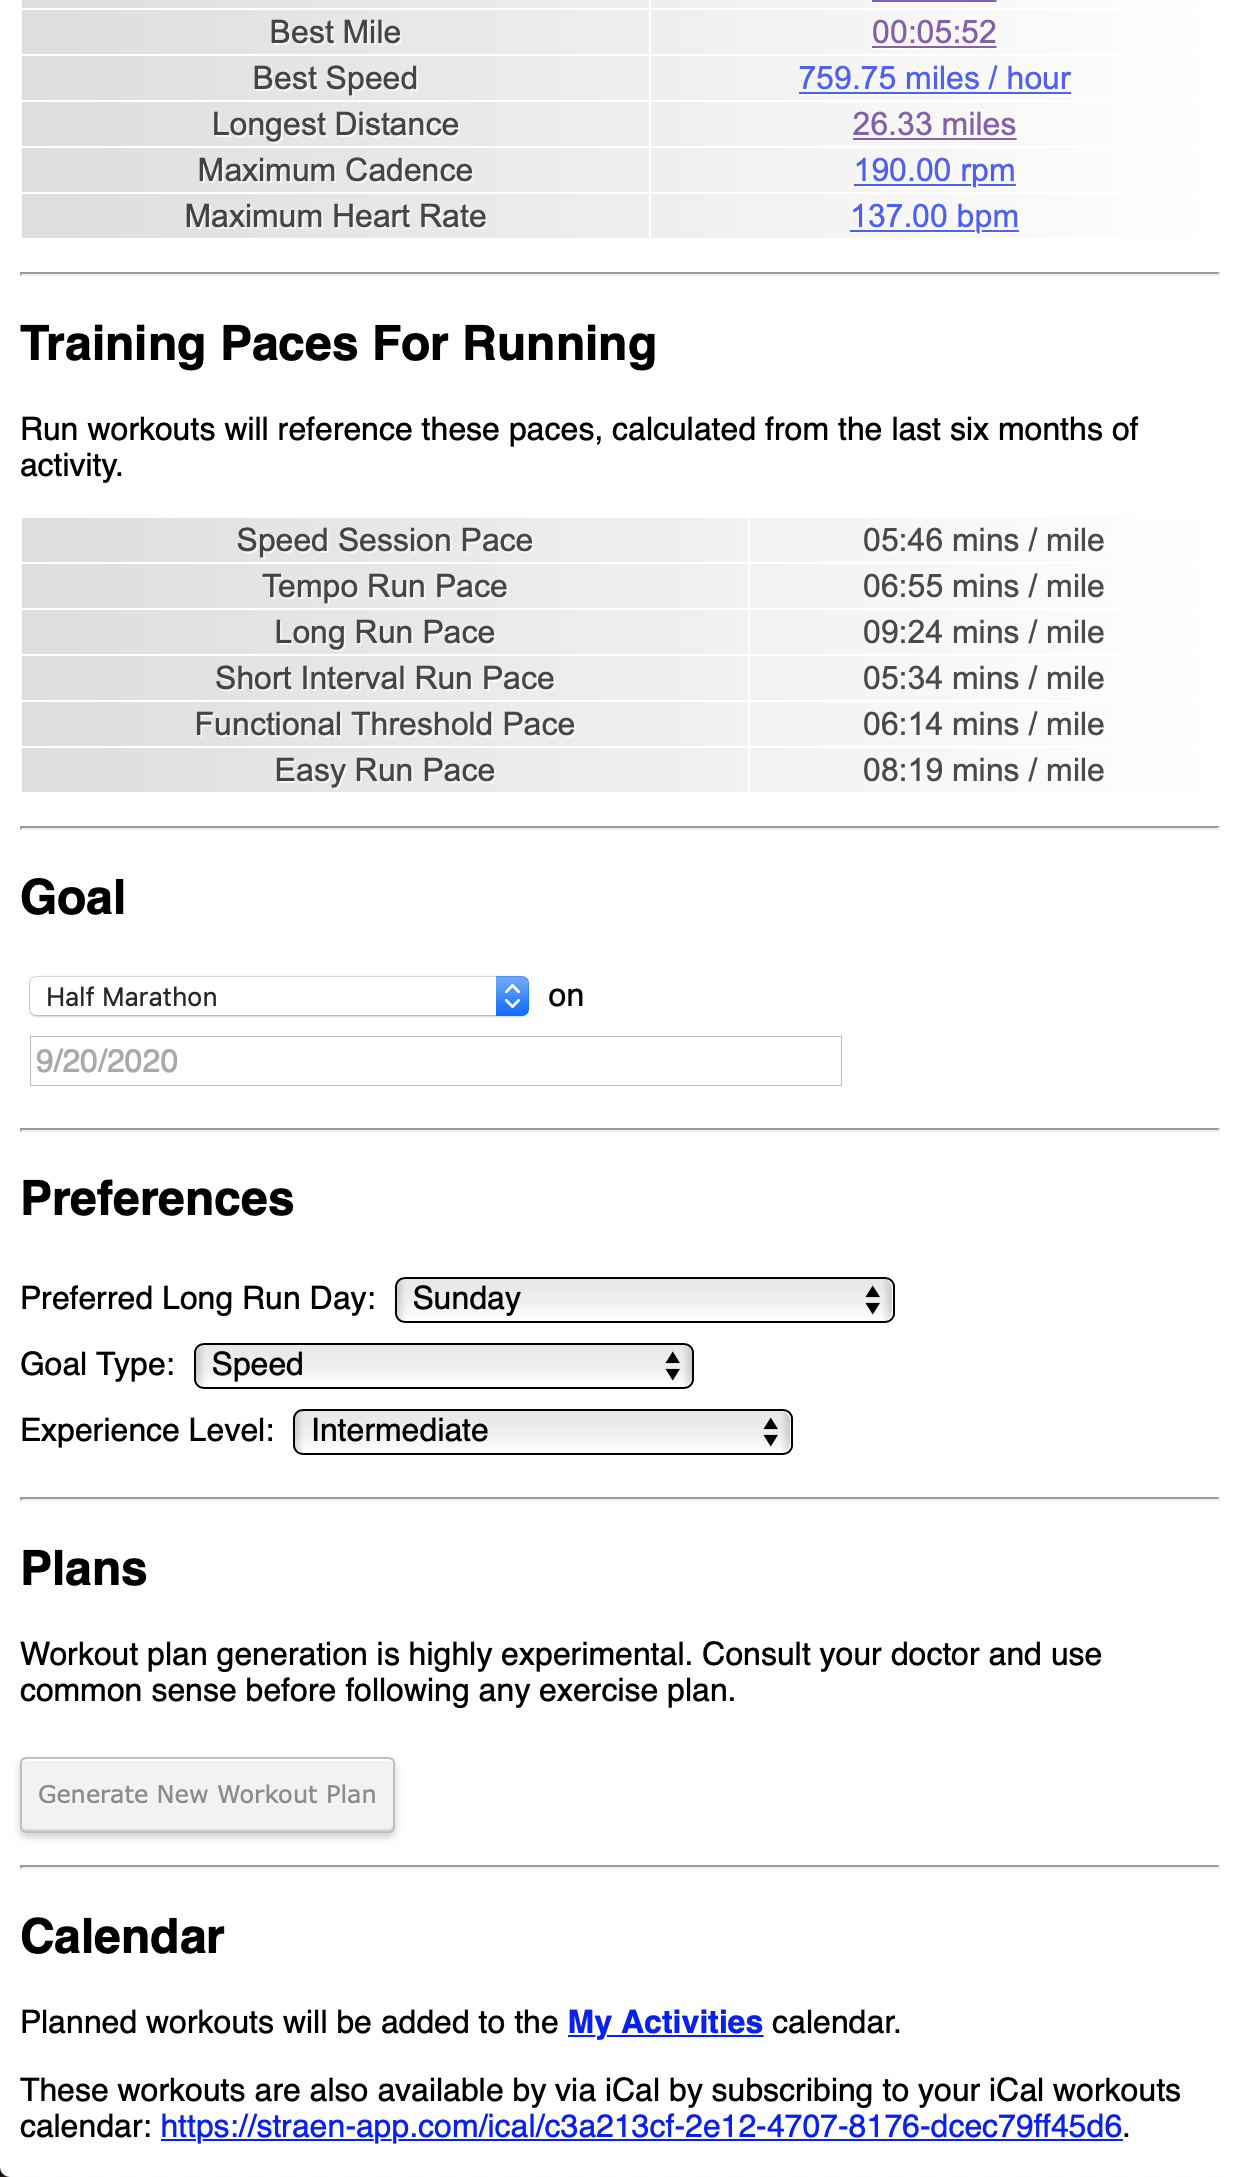 Best Mile 00:05:52
Best Speed 759.75 miles / hour
Longest Distance 26.33 miles
Maximum Cadence 190.00 rpm
Maximum Heart Rate 137.00 bpm
Training Paces For Running
Run workouts will reference these paces, calculated from the last six months of
activity.
Speed Session Pace 05:46 mins / mile
Tempo Run Pace 06:55 mins / mile
Long Run Pace 09:24 mins / mile
Short Interval Run Pace 05:34 mins / mile
Functional Threshold Pace 06:14 mins / mile
Easy Run Pace 08:19 mins / mile
Goal
Half Marathon on
9/20/2020
Preferences
Preferred Long Run Day: Sunday
Goal Type: Speed
Experience Level: Intermediate
Plans
Workout plan generation is highly experimental. Consult your doctor and use
common sense before following any exercise plan.
Generate New Workout Plan
Calendar
Planned workouts will be added to the My Activities calendar.
These workouts are also available by via iCal by subscribing to your iCal workouts
calendar: https://straen-app.com/ical/c3a213cf-2e12-4707-8176-dcec79ff45d6.